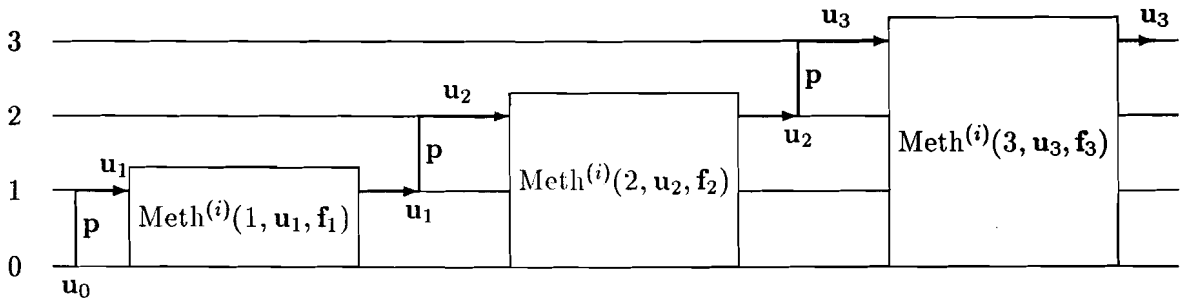 u₃ u₃
3
p
u₂
2
u₂
Meth⁽ⁱ⁾(3, u₃, f₃)
p
Meth⁽ⁱ⁾(2, u₂, f₂)
u₁
1
u₁
p
Meth⁽ⁱ⁾(1, u₁, f₁)
0
u₀